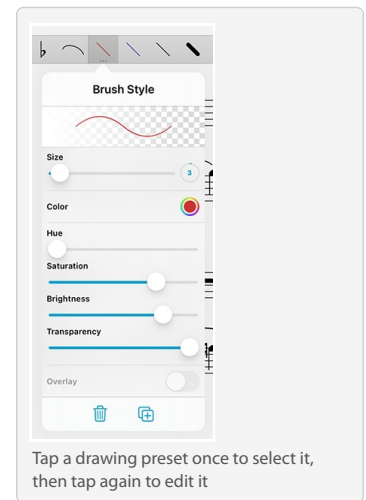 Brush Style
Size
3
Color
Hue
Saturation
Brightness
Transparency
Overlay
Tap a drawing preset once to select it,
then tap again to edit it